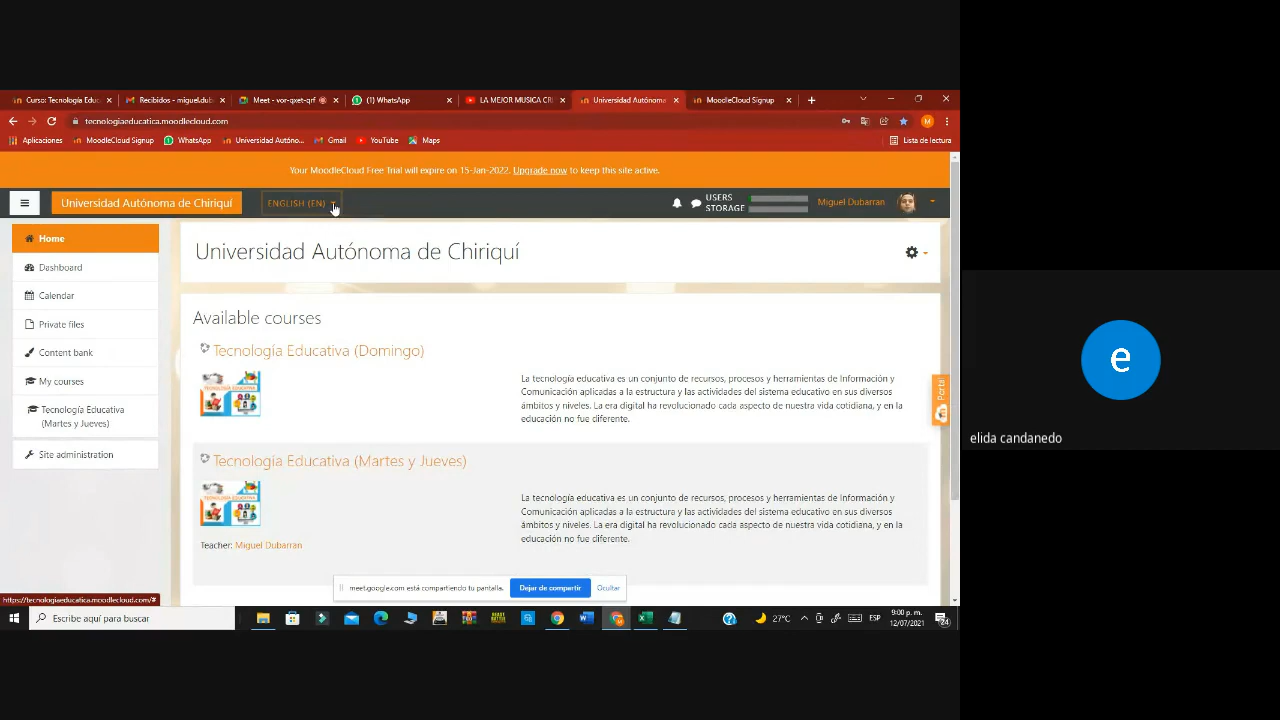 Curso: Tecnología Educ
Recibidos - miguel.dub
Meet - vor-qxet-qrf
(1) WhatsApp
LA MEJOR MUSICA CRI
Universidad Autónoma
MoodleCloud Signup
tecnologiaeducatica.moodlecloud.com
Aplicaciones
MoodleCloud Signup
WhatsApp
Universidad Autóno...
Gmail
YouTube
Maps
Lista de lectura
Your MoodleCloud Free Trial will expire on 15-Jan-2022. Upgrade now to keep this site active.
Universidad Autónoma de Chiriquí
ENGLISH (EN)
USERS
STORAGE
Miguel Dubarran
Home
Dashboard
Calendar
Private files
Content bank
My courses
Tecnología Educativa
(Martes y Jueves)
Site administration
Universidad Autónoma de Chiriquí
Available courses
Tecnología Educativa (Domingo)
La tecnología educativa es un conjunto de recursos, procesos y herramientas de Información y
Comunicación aplicadas a la estructura y las actividades del sistema educativo en sus diversos
ámbitos y niveles. La era digital ha revolucionado cada aspecto de nuestra vida cotidiana, y en la
educación no fue diferente.
Tecnología Educativa (Martes y Jueves)
La tecnología educativa es un conjunto de recursos, procesos y herramientas de Información y
Comunicación aplicadas a la estructura y las actividades del sistema educativo en sus diversos
ámbitos y niveles. La era digital ha revolucionado cada aspecto de nuestra vida cotidiana, y en la
educación no fue diferente.
Teacher: Miguel Dubarran
Portal
meet.google.com está compartiendo tu pantalla.
Dejar de compartir
Ocultar
https://tecnologiaeducatica.moodlecloud.com/#
Escribe aquí para buscar
27°C
ESP
9:00 p. m.
12/07/2021
24
e
elida candanedo